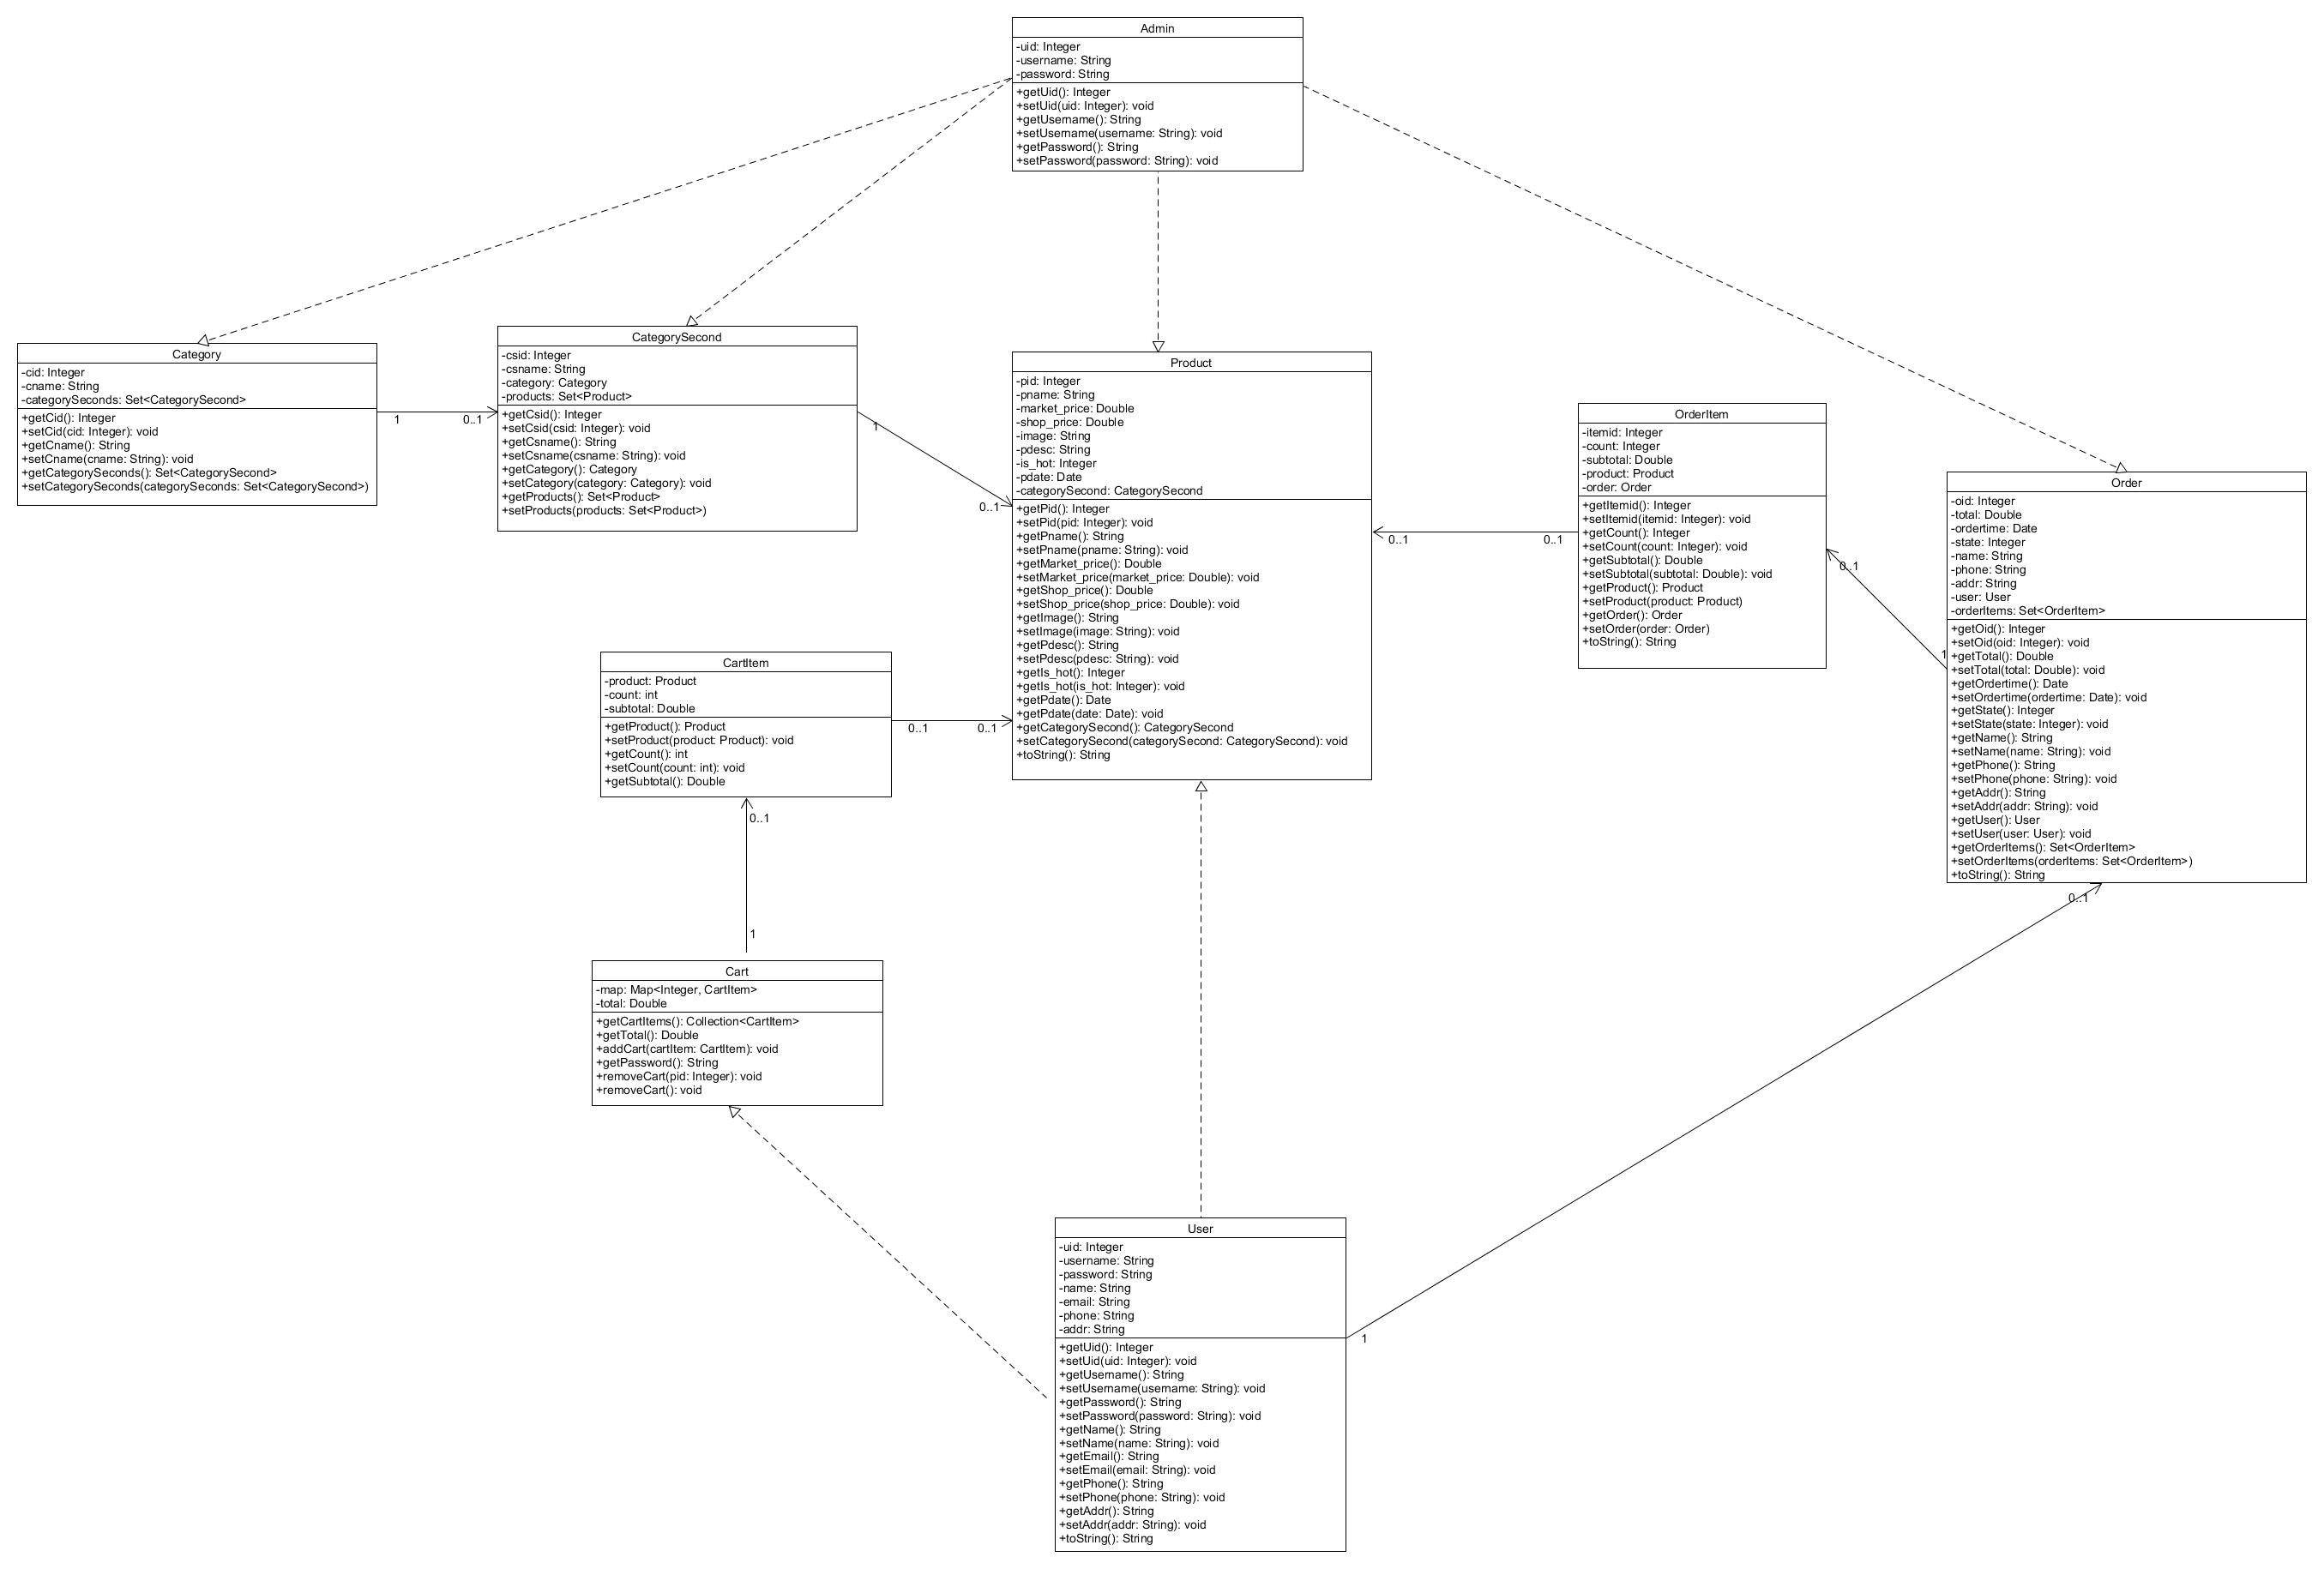 Admin
-uid: Integer
-username: String
-password: String
+getUid(): Integer
+setUid(uid: Integer): void
+getUsername(): String
+setUsername(username: String): void
+getPassword(): String
+setPassword(password: String): void
Category
-cid: Integer
-cname: String
-categorySeconds: Set<CategorySecond>
+getCid(): Integer
+setCid(cid: Integer): void
+getCname(): String
+setCname(cname: String): void
+getCategorySeconds(): Set<CategorySecond>
+setCategorySeconds(categorySeconds: Set<CategorySecond>)
1
0..1
CategorySecond
-csid: Integer
-csname: String
-category: Category
-products: Set<Product>
+getCsid(): Integer
+setCsid(csid: Integer): void
+getCsname(): String
+setCsname(csname: String): void
+getCategory(): Category
+setCategory(category: Category): void
+getProducts(): Set<Product>
+setProducts(products: Set<Product>)
1
0..1
Product
-pid: Integer
-pname: String
-market_price: Double
-shop_price: Double
-image: String
-pdesc: String
-is_hot: Integer
-pdate: Date
-categorySecond: CategorySecond
+getPid(): Integer
+setPid(pid: Integer): void
+getPname(): String
+setPname(pname: String): void
+getMarket_price(): Double
+setMarket_price(market_price: Double): void
+getShop_price(): Double
+setShop_price(shop_price: Double): void
+getImage(): String
+setImage(image: String): void
+getPdesc(): String
+setPdesc(pdesc: String): void
+getIs_hot(): Integer
+getIs_hot(is_hot: Integer): void
+getPdate(): Date
+getPdate(date: Date): void
+getCategorySecond(): CategorySecond
+setCategorySecond(categorySecond: CategorySecond): void
+toString(): String
0..1
0..1
OrderItem
-itemid: Integer
-count: Integer
-subtotal: Double
-product: Product
-order: Order
+getItemid(): Integer
+setItemid(itemid: Integer): void
+getCount(): Integer
+setCount(count: Integer): void
+getSubtotal(): Double
+setSubtotal(subtotal: Double): void
+getProduct(): Product
+setProduct(product: Product)
+getOrder(): Order
+setOrder(order: Order)
+toString(): String
0..1
1
Order
-oid: Integer
-total: Double
-ordertime: Date
-state: Integer
-name: String
-phone: String
-addr: String
-user: User
-orderItems: Set<OrderItem>
+getOid(): Integer
+setOid(oid: Integer): void
+getTotal(): Double
+setTotal(total: Double): void
+getOrdertime(): Date
+setOrdertime(ordertime: Date): void
+getState(): Integer
+setState(state: Integer): void
+getName(): String
+setName(name: String): void
+getPhone(): String
+setPhone(phone: String): void
+getAddr(): String
+setAddr(addr: String): void
+getUser(): User
+setUser(user: User): void
+getOrderItems(): Set<OrderItem>
+setOrderItems(orderItems: Set<OrderItem>)
+toString(): String
0..1
CartItem
-product: Product
-count: int
-subtotal: Double
+getProduct(): Product
+setProduct(product: Product): void
+getCount(): int
+setCount(count: int): void
+getSubtotal(): Double
0..1
0..1
0..1
1
Cart
-map: Map<Integer, CartItem>
-total: Double
+getCartItems(): Collection<CartItem>
+getTotal(): Double
+addCart(cartItem: CartItem): void
+getPassword(): String
+removeCart(pid: Integer): void
+removeCart(): void
User
-uid: Integer
-username: String
-password: String
-name: String
-email: String
-phone: String
-addr: String
+getUid(): Integer
+setUid(uid: Integer): void
+getUsername(): String
+setUsername(username: String): void
+getPassword(): String
+setPassword(password: String): void
+getName(): String
+setName(name: String): void
+getEmail(): String
+setEmail(email: String): void
+getPhone(): String
+setPhone(phone: String): void
+getAddr(): String
+setAddr(addr: String): void
+toString(): String
1